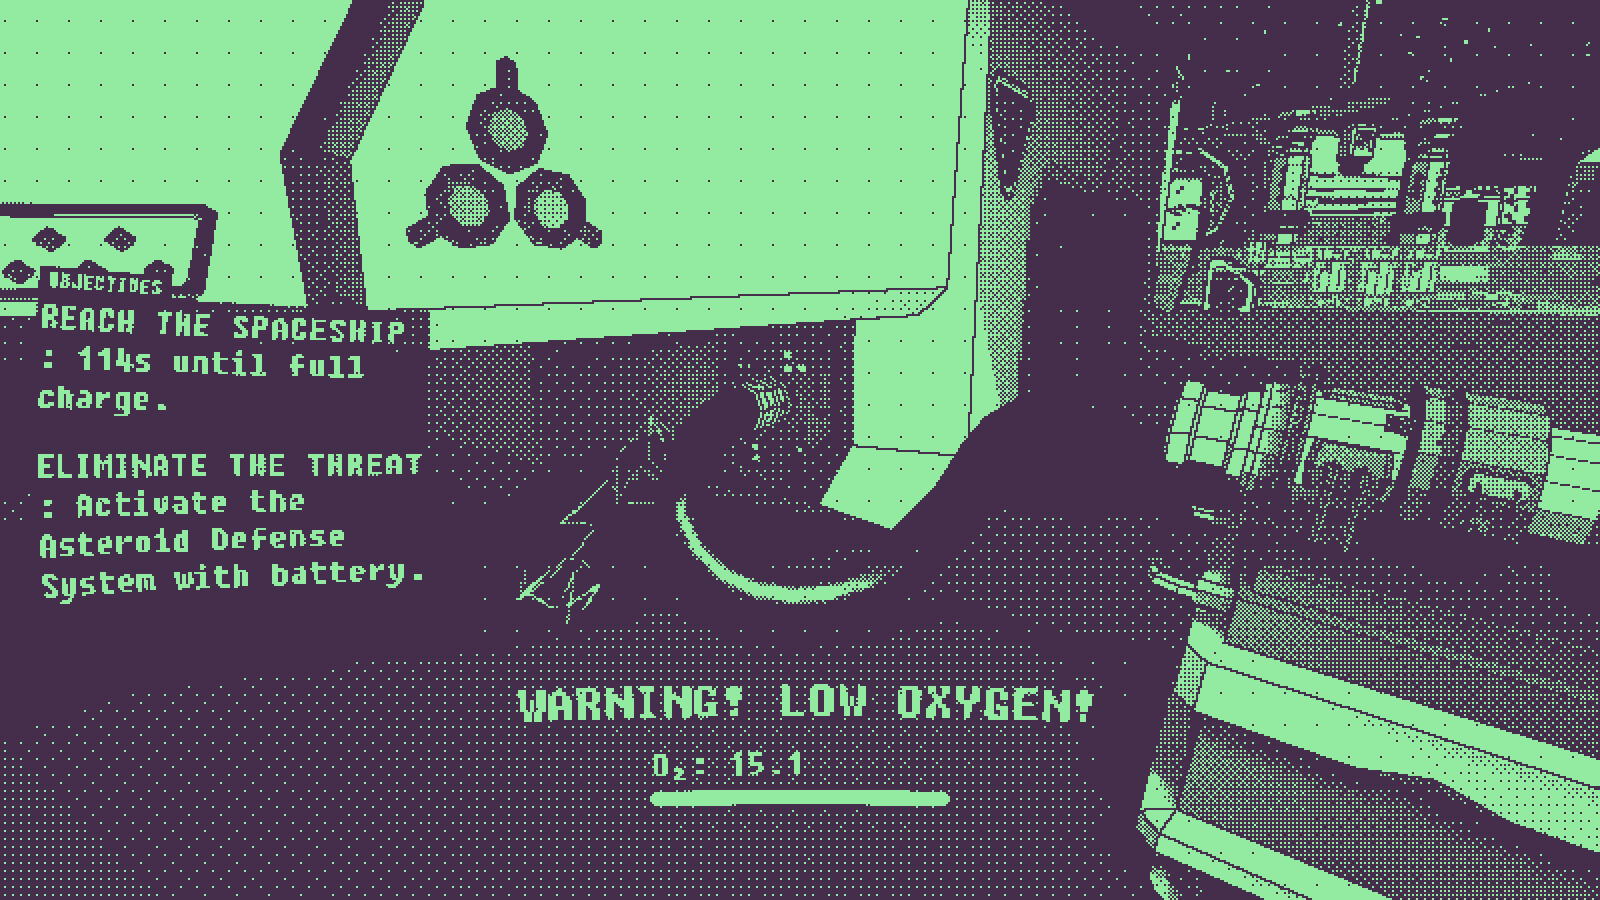 OBJECTIVES
REACH THE SPACESHIP
: 114s until full
charge.
ELIMINATE THE THREAT
: Activate the
Asteroid Defense
System with battery.
WARNING! LOW OXYGEN!
O₂: 15.1